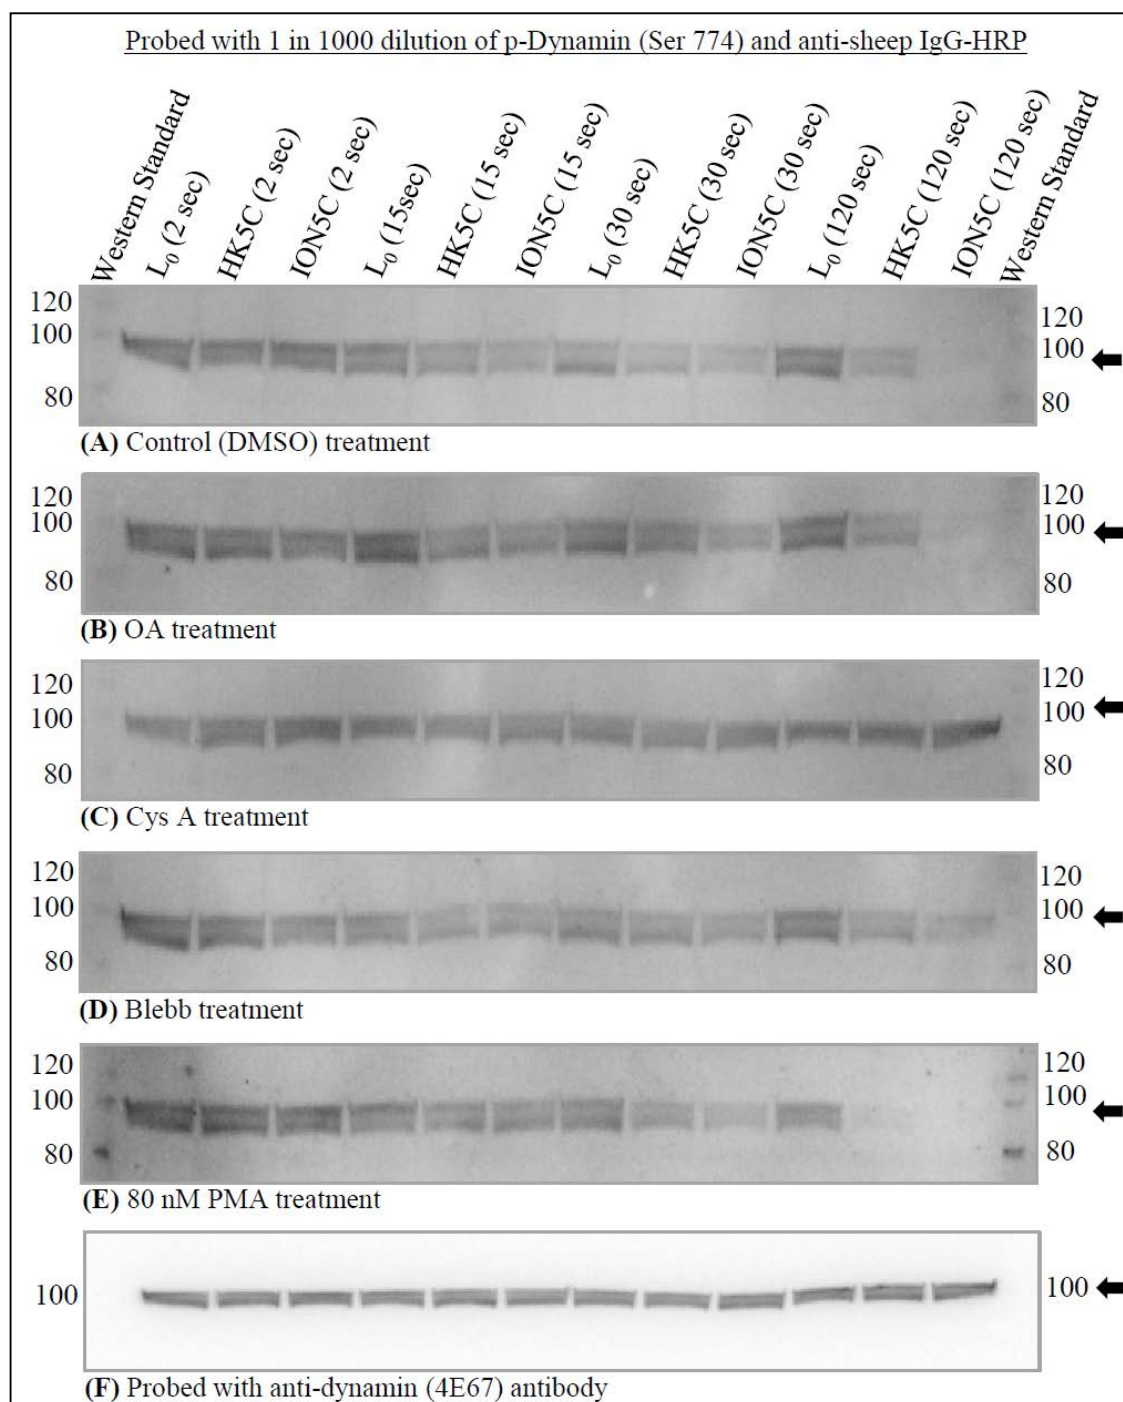 Probed with 1 in 1000 dilution of p-Dynamin (Ser 774) and anti-sheep IgG-HRP
Western Standard
L0 (2 sec)
HK5C (2 sec)
ION5C (2 sec)
L0 (15sec)
HK5C (15 sec)
ION5C (15 sec)
L0 (30 sec)
HK5C (30 sec)
ION5C (30 sec)
L0 (120 sec)
HK5C (120 sec)
ION5C (120 sec)
Western Standard
120
100
80
120
100
80
(A) Control (DMSO) treatment
120
100
80
120
100
80
(B) OA treatment
120
100
80
120
100
80
(C) Cys A treatment
120
100
80
120
100
80
(D) Blebb treatment
120
100
80
120
100
80
(E) 80 nM PMA treatment
100
100
(F) Probed with anti-dynamin (4E67) antibody